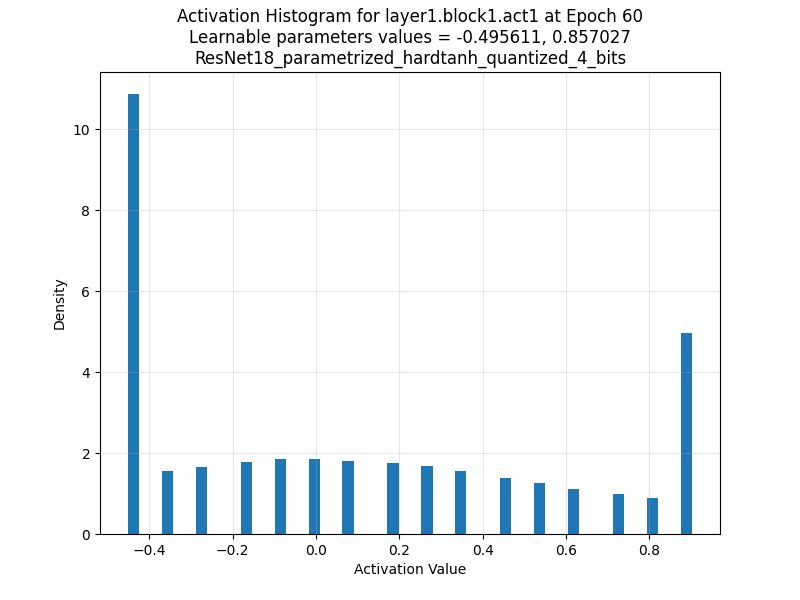 Activation Histogram for layer1.block1.act1 at Epoch 60
Learnable parameters values = -0.495611, 0.857027
ResNet18_parametrized_hardtanh_quantized_4_bits
10
8
6
4
2
0
Density
−0.4 −0.2 0.0 0.2 0.4 0.6 0.8
Activation Value